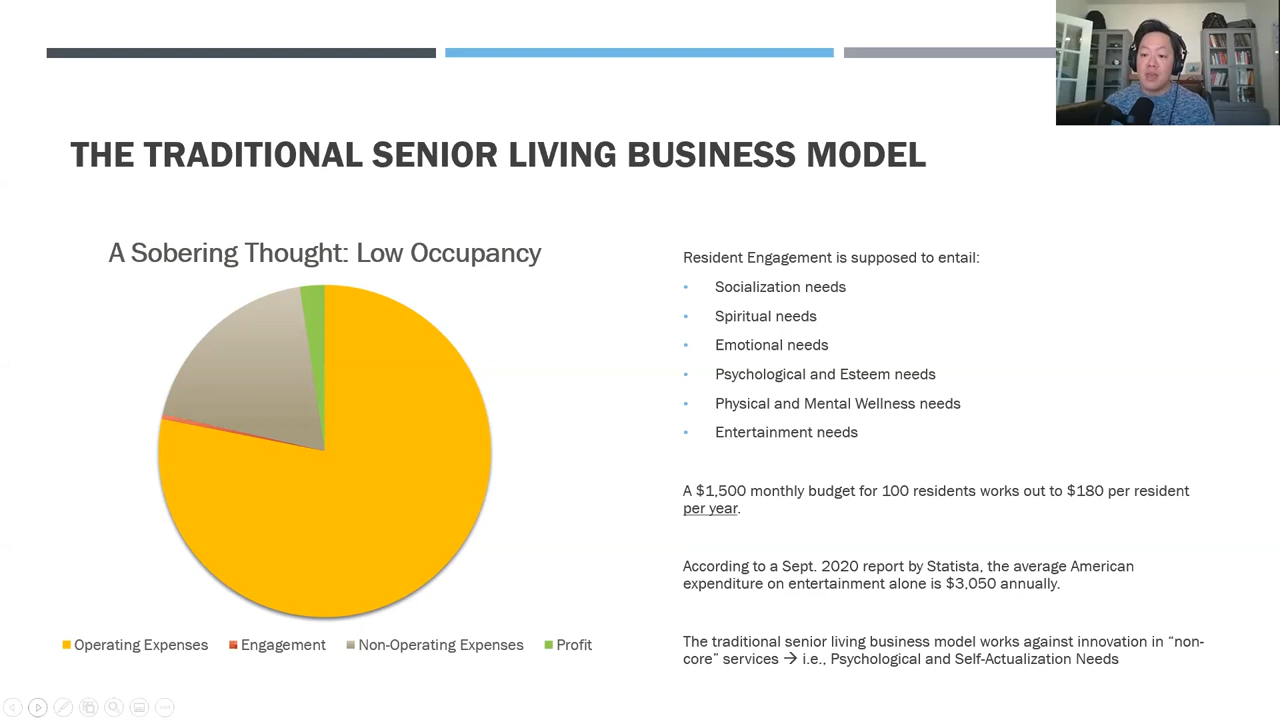 THE TRADITIONAL SENIOR LIVING BUSINESS MODEL
A Sobering Thought: Low Occupancy
Operating Expenses
Engagement
Non-Operating Expenses
Profit
Resident Engagement is supposed to entail:
• Socialization needs
• Spiritual needs
• Emotional needs
• Psychological and Esteem needs
• Physical and Mental Wellness needs
• Entertainment needs
A $1,500 monthly budget for 100 residents works out to $180 per resident
per year.
According to a Sept. 2020 report by Statista, the average American
expenditure on entertainment alone is $3,050 annually.
The traditional senior living business model works against innovation in “non-
core” services → i.e., Psychological and Self-Actualization Needs